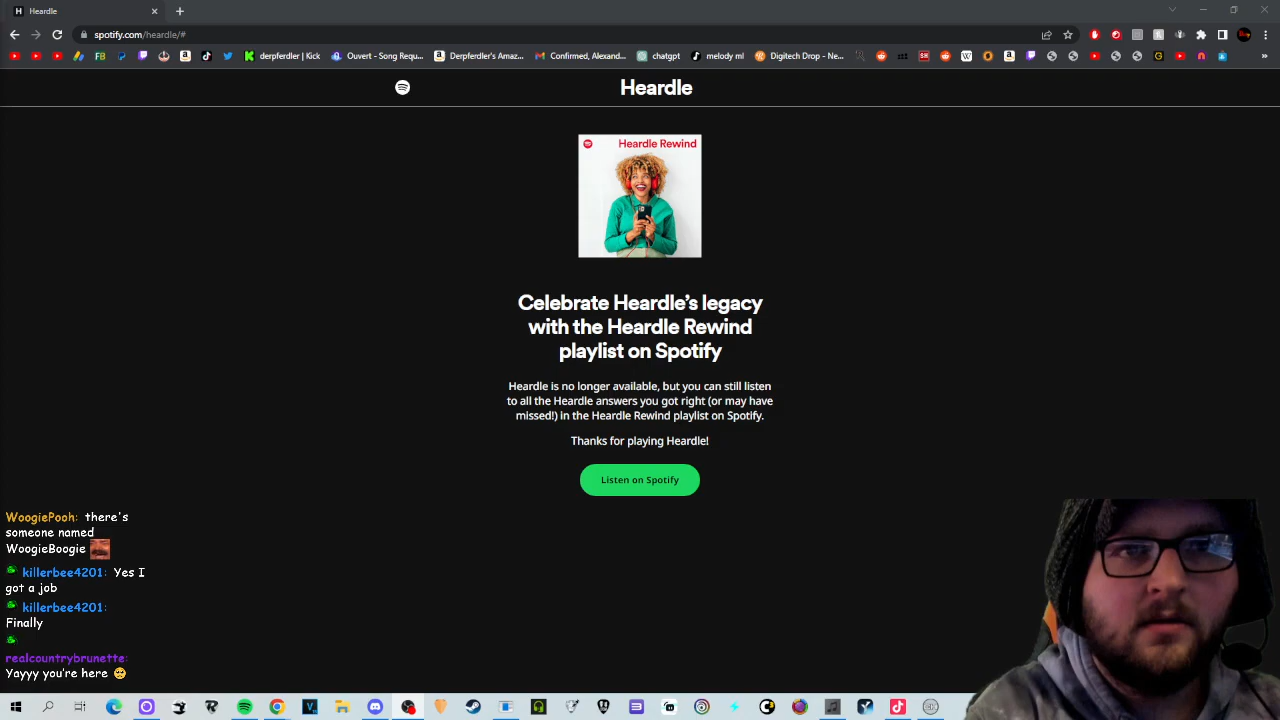 Heardle
spotify.com/heardle/#
derpferdler | Kick
Ouvert - Song Requ...
Derpferdler's Amaz...
Confirmed, Alexand...
chatgpt
melody ml
Digitech Drop - Ne...
Heardle
Heardle Rewind
Celebrate Heardle's legacy
with the Heardle Rewind
playlist on Spotify
Heardle is no longer available, but you can still listen
to all the Heardle answers you got right (or may have
missed!) in the Heardle Rewind playlist on Spotify.
Thanks for playing Heardle!
Listen on Spotify
WoogiePooh: there's
someone named
WoogieBoogie
killerbee4201: Yes I
got a job
killerbee4201:
Finally
realcountrybrunette:
Yayyy you're here 🥺